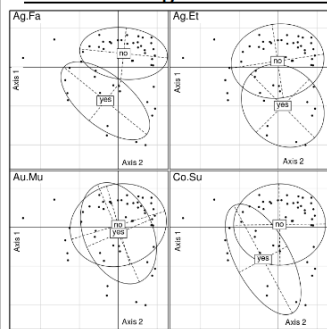 Ag.Fa
no
yes
Axis 1
Axis 2
Ag.Et
no
yes
Axis 1
Axis 2
Au.Mu
no
yes
Axis 1
Axis 2
Co.Su
no
yes
Axis 1
Axis 2